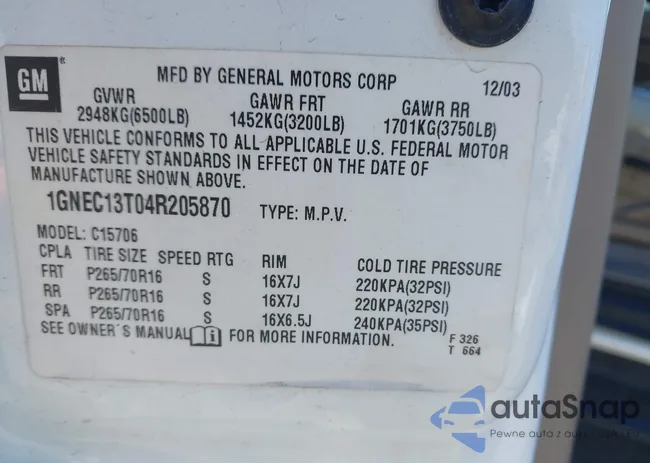 GM
MFD BY GENERAL MOTORS CORP 12/03
GVWR GAWR FRT GAWR RR
2948KG(6500LB) 1452KG(3200LB) 1701KG(3750LB)
THIS VEHICLE CONFORMS TO ALL APPLICABLE U.S. FEDERAL MOTOR
VEHICLE SAFETY STANDARDS IN EFFECT ON THE DATE OF
MANUFACTURE SHOWN ABOVE.
1GNEC13T04R205870 TYPE: M.P.V.
MODEL: C15706
CPLA TIRE SIZE SPEED RTG RIM COLD TIRE PRESSURE
FRT P265/70R16 S 16X7J 220KPA(32PSI)
RR P265/70R16 S 16X7J 220KPA(32PSI)
SPA P265/70R16 S 16X6.5J 240KPA(35PSI)
SEE OWNER'S MANUAL FOR MORE INFORMATION.
F 326
T 664
autoSnap
Pewne auto z